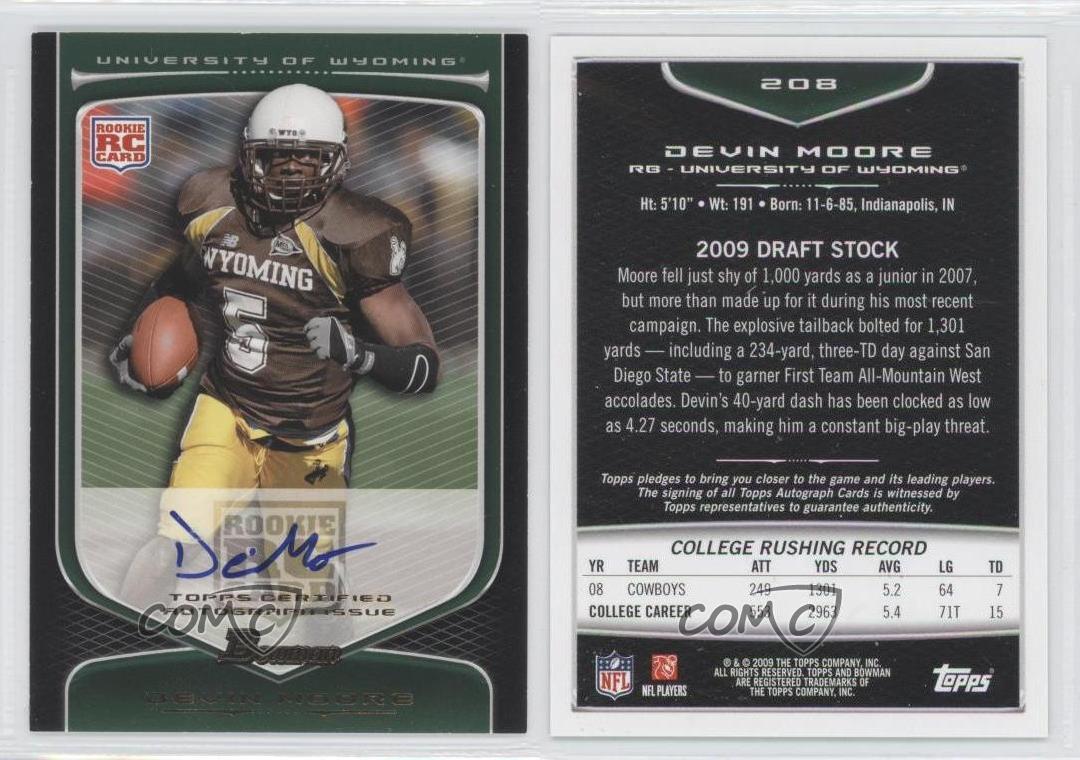 UNIVERSITY OF WYOMING®
ROOKIE
RC
CARD
WYO
WYOMING
5
ROOKIE
CARD
TOPPS CERTIFIED
AUTOGRAPH ISSUE
COMC
Bowman
DEVIN MOORE
208
DEVIN MOORE
RB - UNIVERSITY OF WYOMING®
Ht: 5'10" • Wt: 191 • Born: 11-6-85, Indianapolis, IN
2009 DRAFT STOCK
Moore fell just shy of 1,000 yards as a junior in 2007,
but more than made up for it during his most recent
campaign. The explosive tailback bolted for 1,301
yards — including a 234-yard, three-TD day against San
Diego State — to garner First Team All-Mountain West
accolades. Devin's 40-yard dash has been clocked as low
as 4.27 seconds, making him a constant big-play threat.
Topps pledges to bring you closer to the game and its leading players.
The signing of all Topps Autograph Cards is witnessed by
Topps representatives to guarantee authenticity.
COLLEGE RUSHING RECORD
YR TEAM ATT YDS AVG LG TD
08 COWBOYS 249 1301 5.2 64 7
COLLEGE CAREER 551 2963 5.4 71T 15
COMC
NFL
NFL PLAYERS
® & © 2009 THE TOPPS COMPANY, INC.
ALL RIGHTS RESERVED. TOPPS AND BOWMAN
ARE REGISTERED TRADEMARKS OF
THE TOPPS COMPANY, INC.
Topps